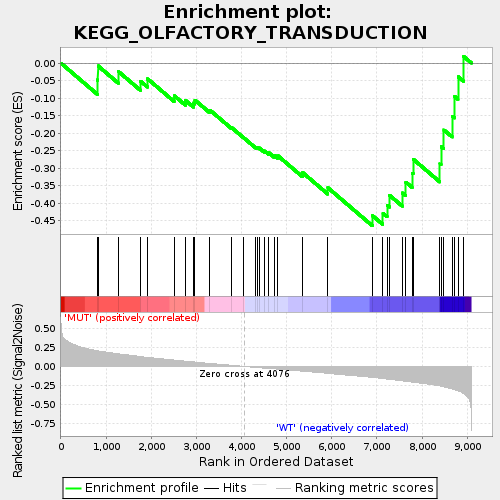 Enrichment plot:
KEGG_OLFACTORY_TRANSDUCTION
Enrichment score (ES)
0.00
-0.05
-0.10
-0.15
-0.20
-0.25
-0.30
-0.35
-0.40
-0.45
Ranked list metric (Signal2Noise)
0.50
0.25
0.00
-0.25
-0.50
-0.75
'MUT' (positively correlated)
Zero cross at 4076
'WT' (negatively correlated)
0 1,000 2,000 3,000 4,000 5,000 6,000 7,000 8,000 9,000
Rank in Ordered Dataset
Enrichment profile Hits Ranking metric scores